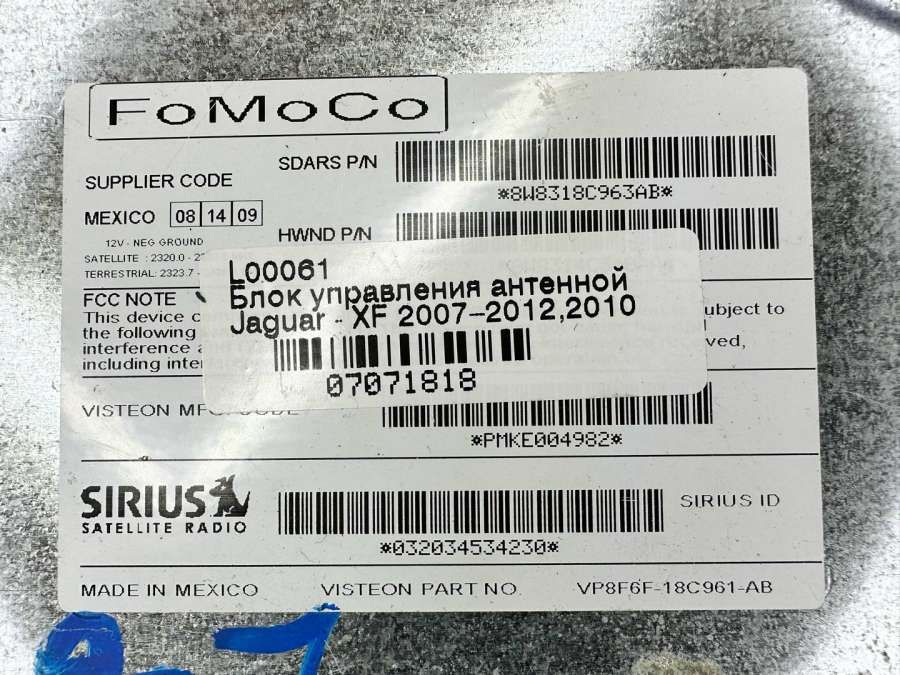 FoMoCo
SUPPLIER CODE
SDARS P/N
*8W8318C963AB*
MEXICO 08 14 09
HWND P/N
12V - NEG GROUND
SATELLITE : 2320.0 -
TERRESTRIAL: 2323.7 -
L00061
Блок управления антенной
Jaguar - XF 2007-2012,2010
07071818
FCC NOTE
This device
the following
interference
including
ubject to
ved,
VISTEON MFG. CODE
*PMKE004982*
SIRIUS
SATELLITE RADIO
SIRIUS ID
*032034534230*
MADE IN MEXICO VISTEON PART NO. VP8F6F-18C961-AB